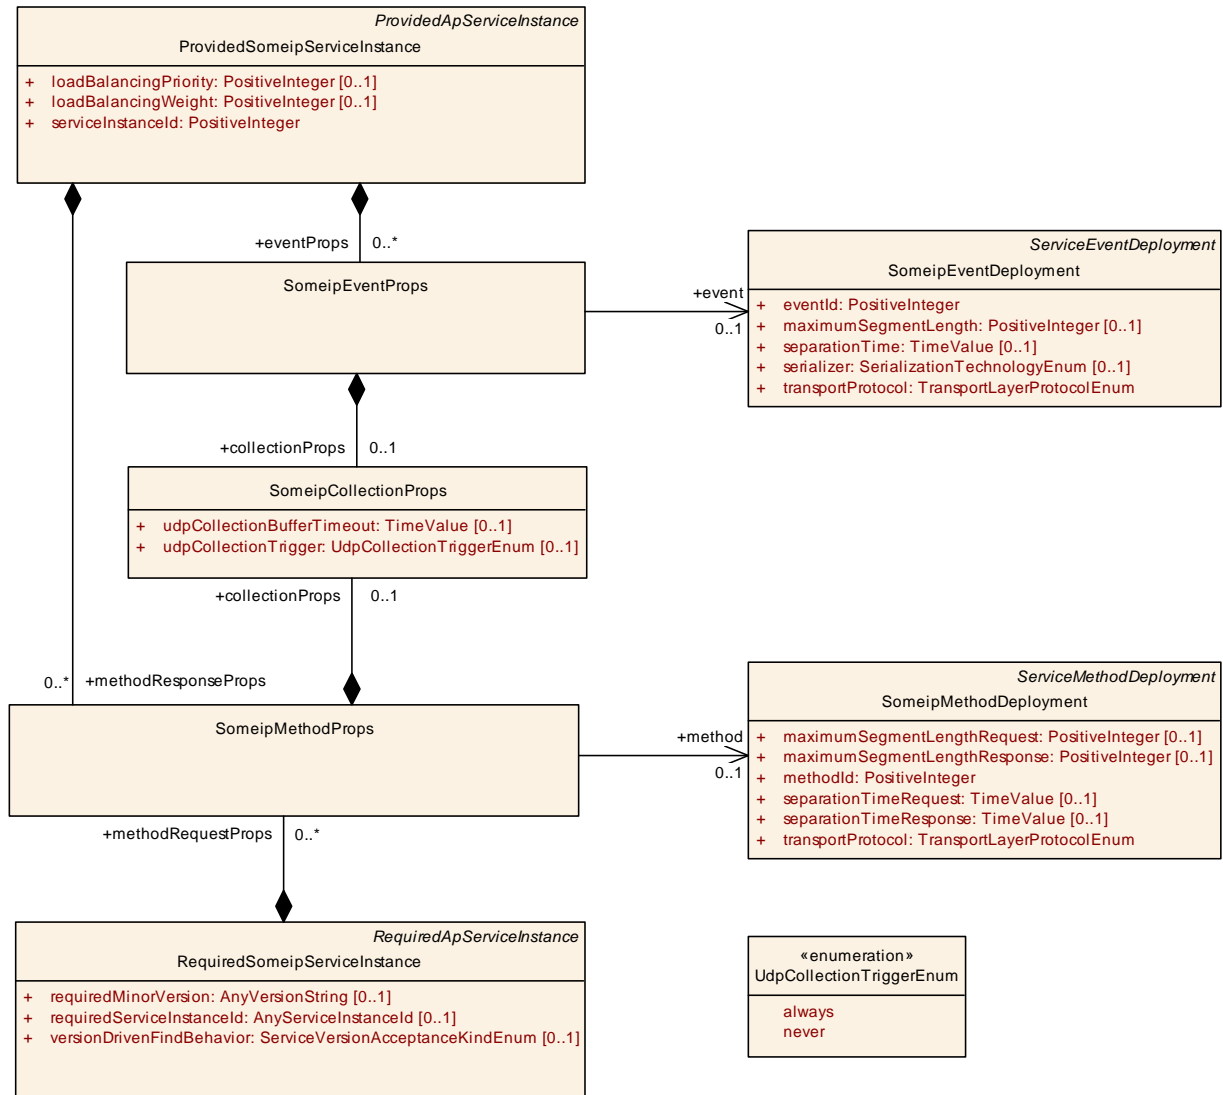 ProvidedApServiceInstance
ProvidedSomeipServiceInstance
+ loadBalancingPriority: PositiveInteger [0..1]
+ loadBalancingWeight: PositiveInteger [0..1]
+ serviceInstanceId: PositiveInteger
+eventProps 0..*
SomeipEventProps
ServiceEventDeployment
SomeipEventDeployment
+event
0..1
+ eventId: PositiveInteger
+ maximumSegmentLength: PositiveInteger [0..1]
+ separationTime: TimeValue [0..1]
+ serializer: SerializationTechnologyEnum [0..1]
+ transportProtocol: TransportLayerProtocolEnum
+collectionProps 0..1
SomeipCollectionProps
+ udpCollectionBufferTimeout: TimeValue [0..1]
+ udpCollectionTrigger: UdpCollectionTriggerEnum [0..1]
+collectionProps 0..1
0..* +methodResponseProps
SomeipMethodProps
ServiceMethodDeployment
SomeipMethodDeployment
+method
0..1
+ maximumSegmentLengthRequest: PositiveInteger [0..1]
+ maximumSegmentLengthResponse: PositiveInteger [0..1]
+ methodId: PositiveInteger
+ separationTimeRequest: TimeValue [0..1]
+ separationTimeResponse: TimeValue [0..1]
+ transportProtocol: TransportLayerProtocolEnum
+methodRequestProps 0..*
RequiredApServiceInstance
RequiredSomeipServiceInstance
+ requiredMinorVersion: AnyVersionString [0..1]
+ requiredServiceInstanceId: AnyServiceInstanceId [0..1]
+ versionDrivenFindBehavior: ServiceVersionAcceptanceKindEnum [0..1]
«enumeration»
UdpCollectionTriggerEnum
always
never